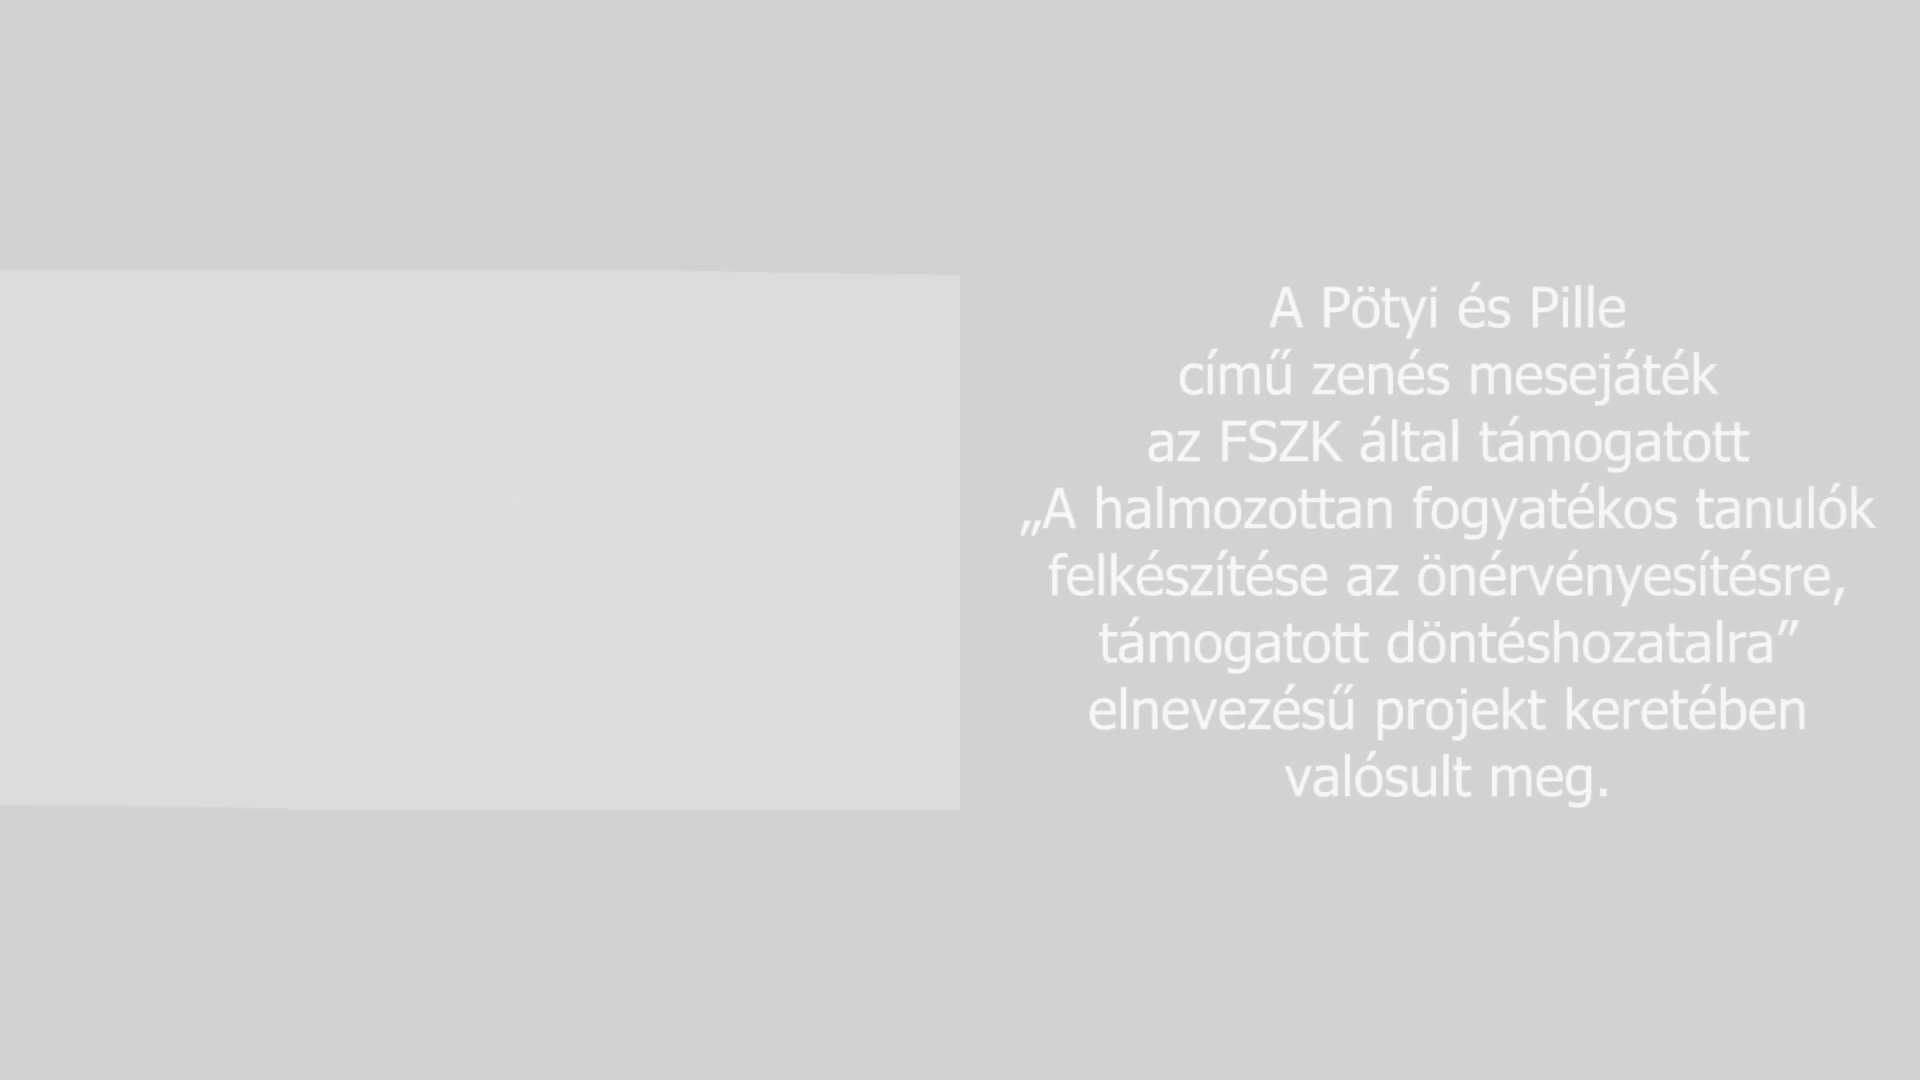 A Pötyi és Pille
című zenés mesejáték
az FSZK által támogatott
„A halmozottan fogyatékos tanulók
felkészítése az önérvényesítésre,
támogatott döntéshozatalra”
elnevezésű projekt keretében
valósult meg.